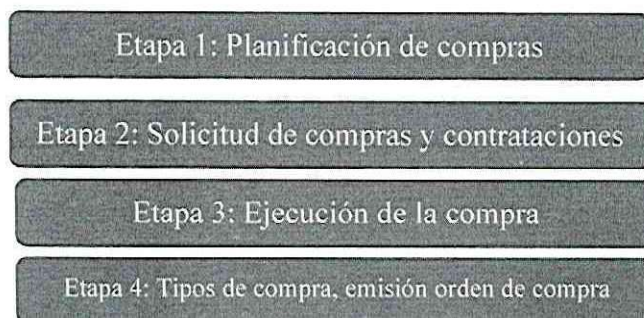 Etapa 1: Planificación de compras
Etapa 2: Solicitud de compras y contrataciones
Etapa 3: Ejecución de la compra
Etapa 4: Tipos de compra, emisión orden de compra